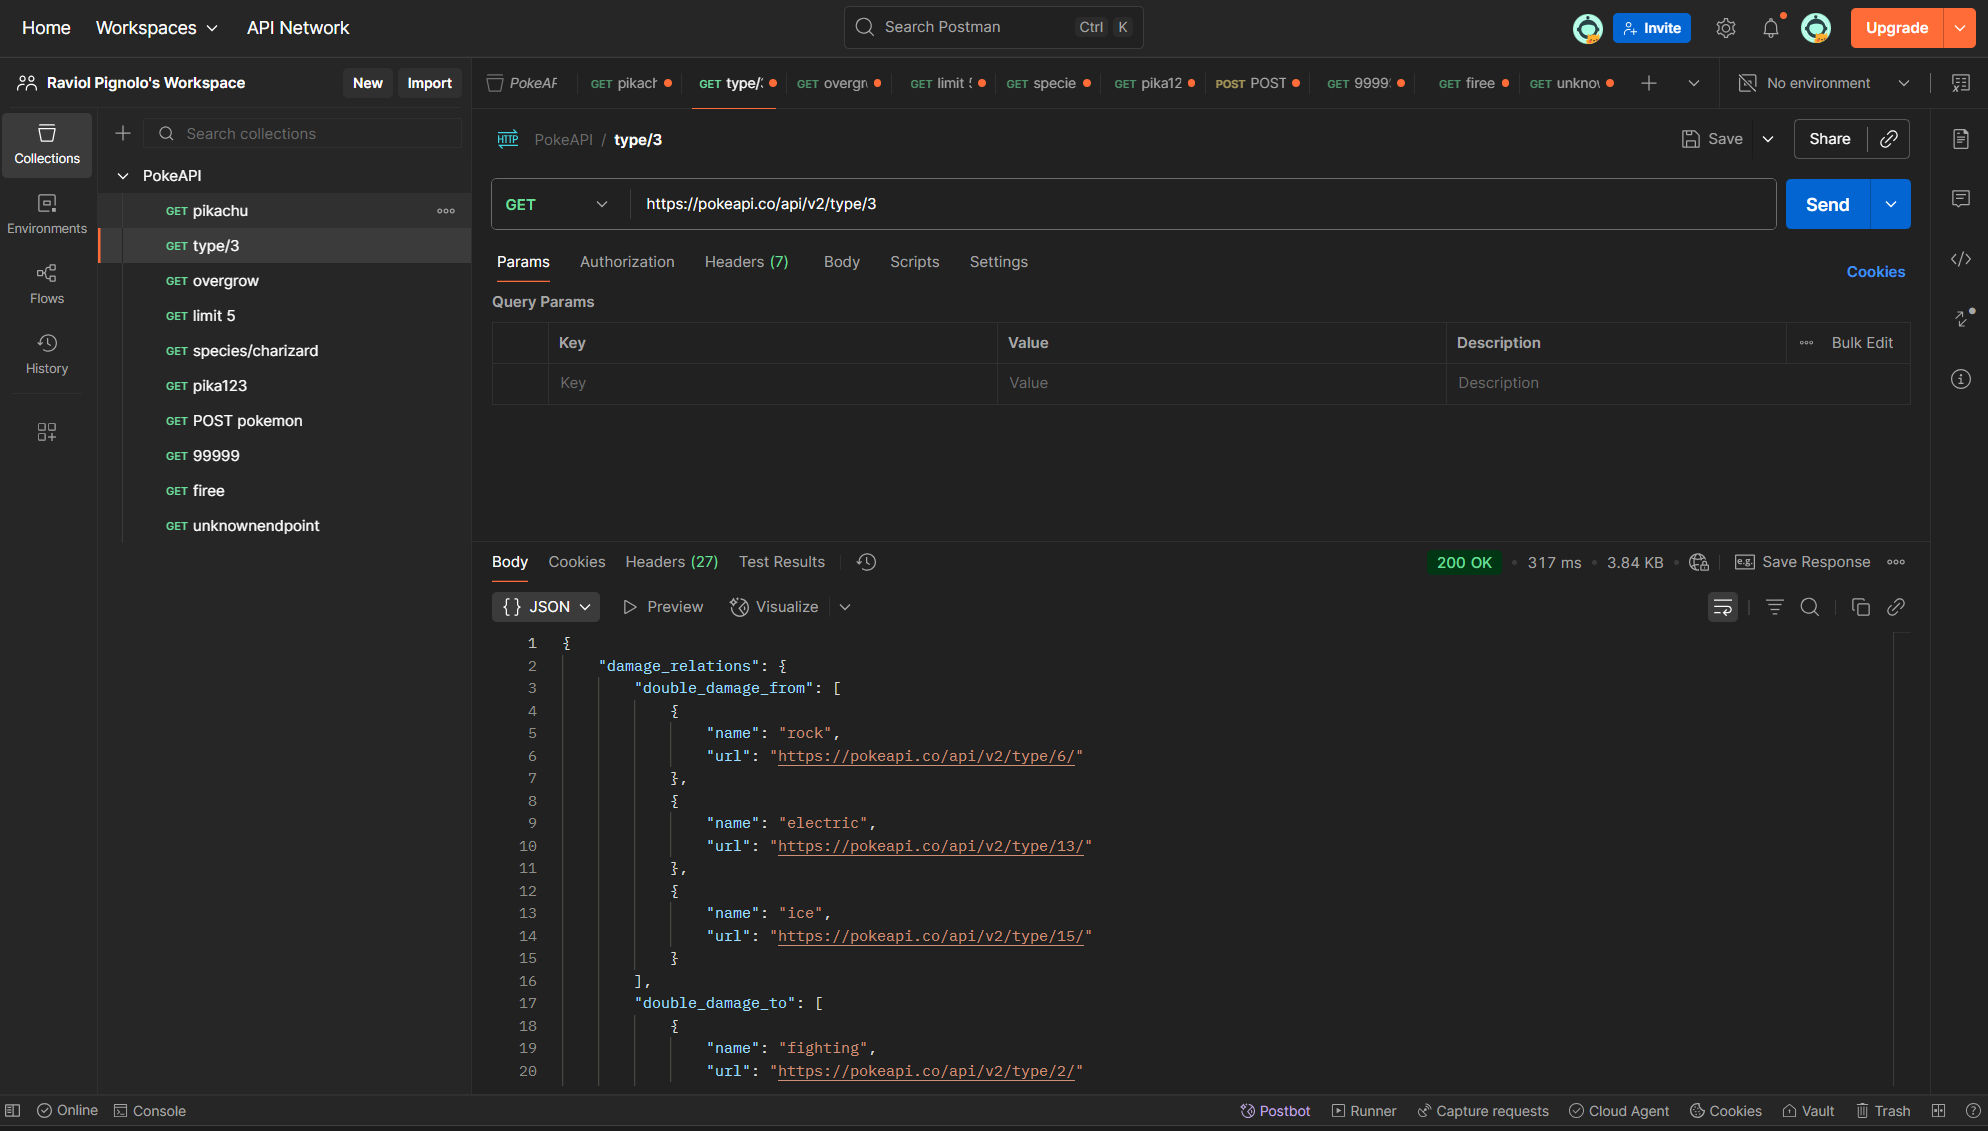 Home Workspaces API Network Search Postman Ctrl K Invite Upgrade
Raviol Pignolo's Workspace New Import
PokeAP GET pikach GET type/3 GET overgr GET limit 5 GET specie GET pika12 POST POST GET 9999 GET firee GET unknow No environment
Search collections
PokeAPI
GET pikachu
GET type/3
GET overgrow
GET limit 5
GET species/charizard
GET pika123
GET POST pokemon
GET 99999
GET firee
GET unknownendpoint
Collections
Environments
Flows
History
HTTP PokeAPI / type/3 Save Share
GET https://pokeapi.co/api/v2/type/3 Send
Params Authorization Headers (7) Body Scripts Settings Cookies
Query Params
Key Value Description Bulk Edit
Key Value Description
Body Cookies Headers (27) Test Results 200 OK • 317 ms • 3.84 KB • e.g. Save Response
{} JSON Preview Visualize
1 {
2 "damage_relations": {
3 "double_damage_from": [
4 {
5 "name": "rock",
6 "url": "https://pokeapi.co/api/v2/type/6/"
7 },
8 {
9 "name": "electric",
10 "url": "https://pokeapi.co/api/v2/type/13/"
11 },
12 {
13 "name": "ice",
14 "url": "https://pokeapi.co/api/v2/type/15/"
15 }
16 ],
17 "double_damage_to": [
18 {
19 "name": "fighting",
20 "url": "https://pokeapi.co/api/v2/type/2/"
Online Console Postbot Runner Capture requests Cloud Agent Cookies Vault Trash